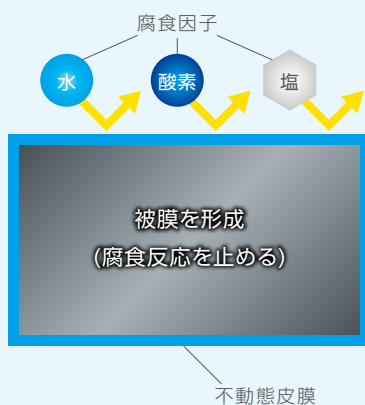 腐食因子
水
酸素
塩
被膜を形成
(腐食反応を止める)
不動態皮膜